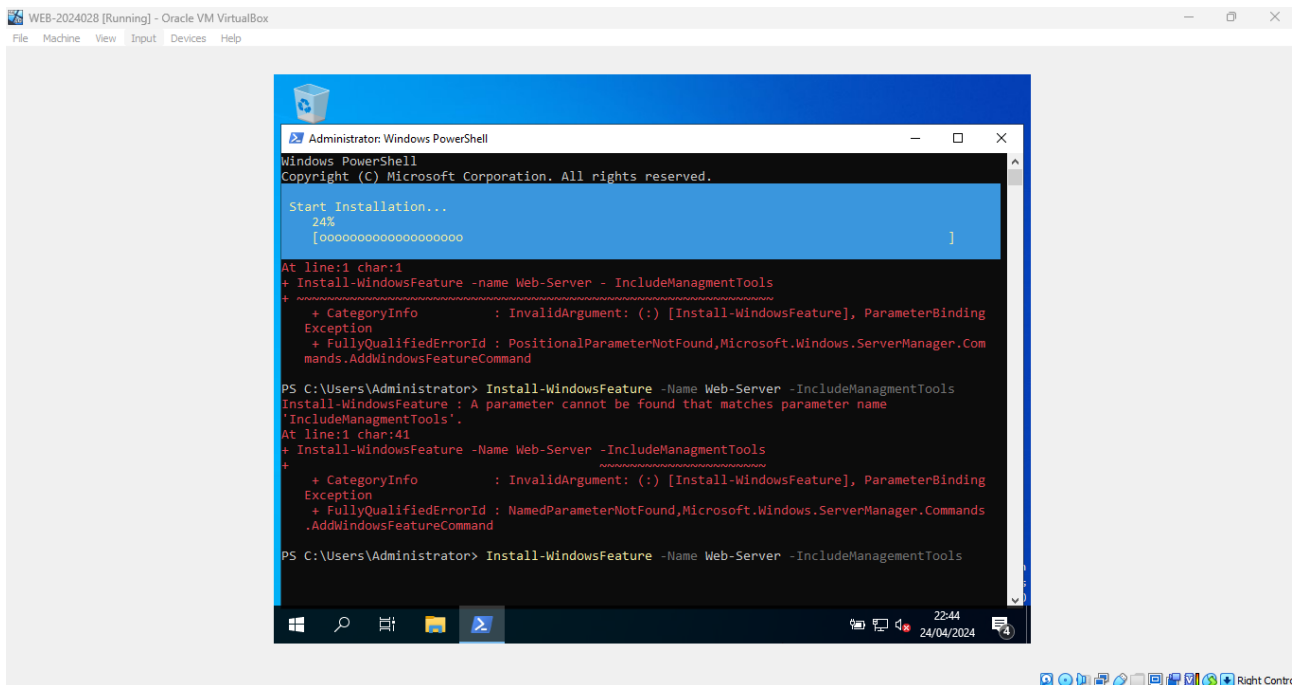 WEB-2024028 [Running] - Oracle VM VirtualBox
File Machine View Input Devices Help
Administrator: Windows PowerShell
Windows PowerShell
Copyright (C) Microsoft Corporation. All rights reserved.
Start Installation...
24%
[ooooooooooooooooooo ]
At line:1 char:1
+ Install-WindowsFeature -name Web-Server - IncludeManagmentTools
+ ~~~~~~~~~~~~~~~~~~~~~~~~~~~~~~~~~~~~~~~~~~~~~~~~~~~~~~~~~~~~~~~
+ CategoryInfo : InvalidArgument: (:) [Install-WindowsFeature], ParameterBinding
Exception
+ FullyQualifiedErrorId : PositionalParameterNotFound,Microsoft.Windows.ServerManager.Com
mands.AddWindowsFeatureCommand
PS C:\Users\Administrator> Install-WindowsFeature -Name Web-Server -IncludeManagmentTools
Install-WindowsFeature : A parameter cannot be found that matches parameter name
'IncludeManagmentTools'.
At line:1 char:41
+ Install-WindowsFeature -Name Web-Server -IncludeManagmentTools
+ ~~~~~~~~~~~~~~~~~~~~~~
+ CategoryInfo : InvalidArgument: (:) [Install-WindowsFeature], ParameterBinding
Exception
+ FullyQualifiedErrorId : NamedParameterNotFound,Microsoft.Windows.ServerManager.Commands
.AddWindowsFeatureCommand
PS C:\Users\Administrator> Install-WindowsFeature -Name Web-Server -IncludeManagementTools
22:44
24/04/2024
4
Right Contro